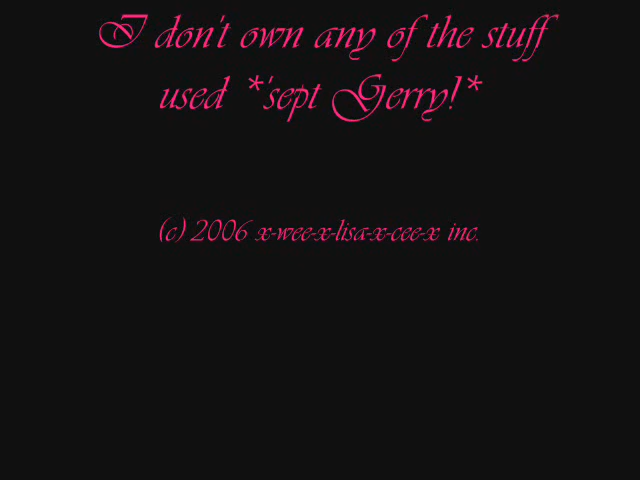 I don't own any of the stuff
used *'sept Gerry!*
(c) 2006 x-wee-x-lisa-x-cee-x inc.